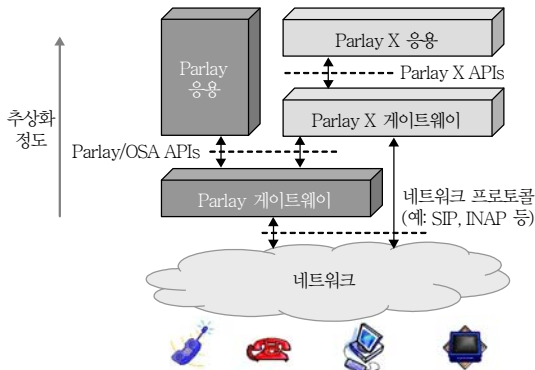 Parlay X 응용
Parlay
응용
Parlay X APIs
추상화
정도
Parlay X 게이트웨이
Parlay/OSA APIs
Parlay 게이트웨이
네트워크 프로토콜
(예: SIP, INAP 등)
네트워크